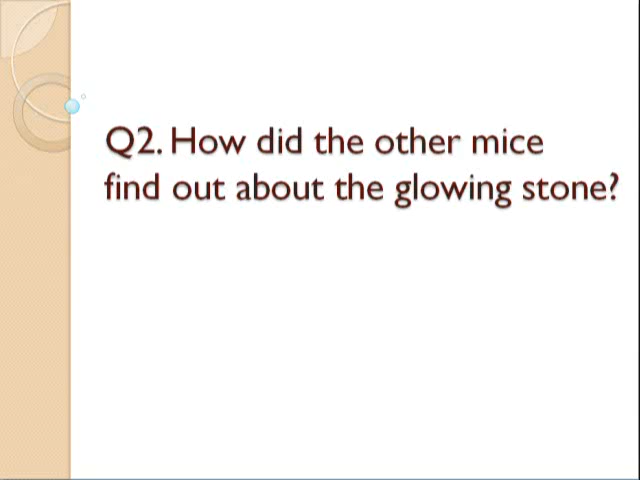 Q2. How did the other mice
find out about the glowing stone?